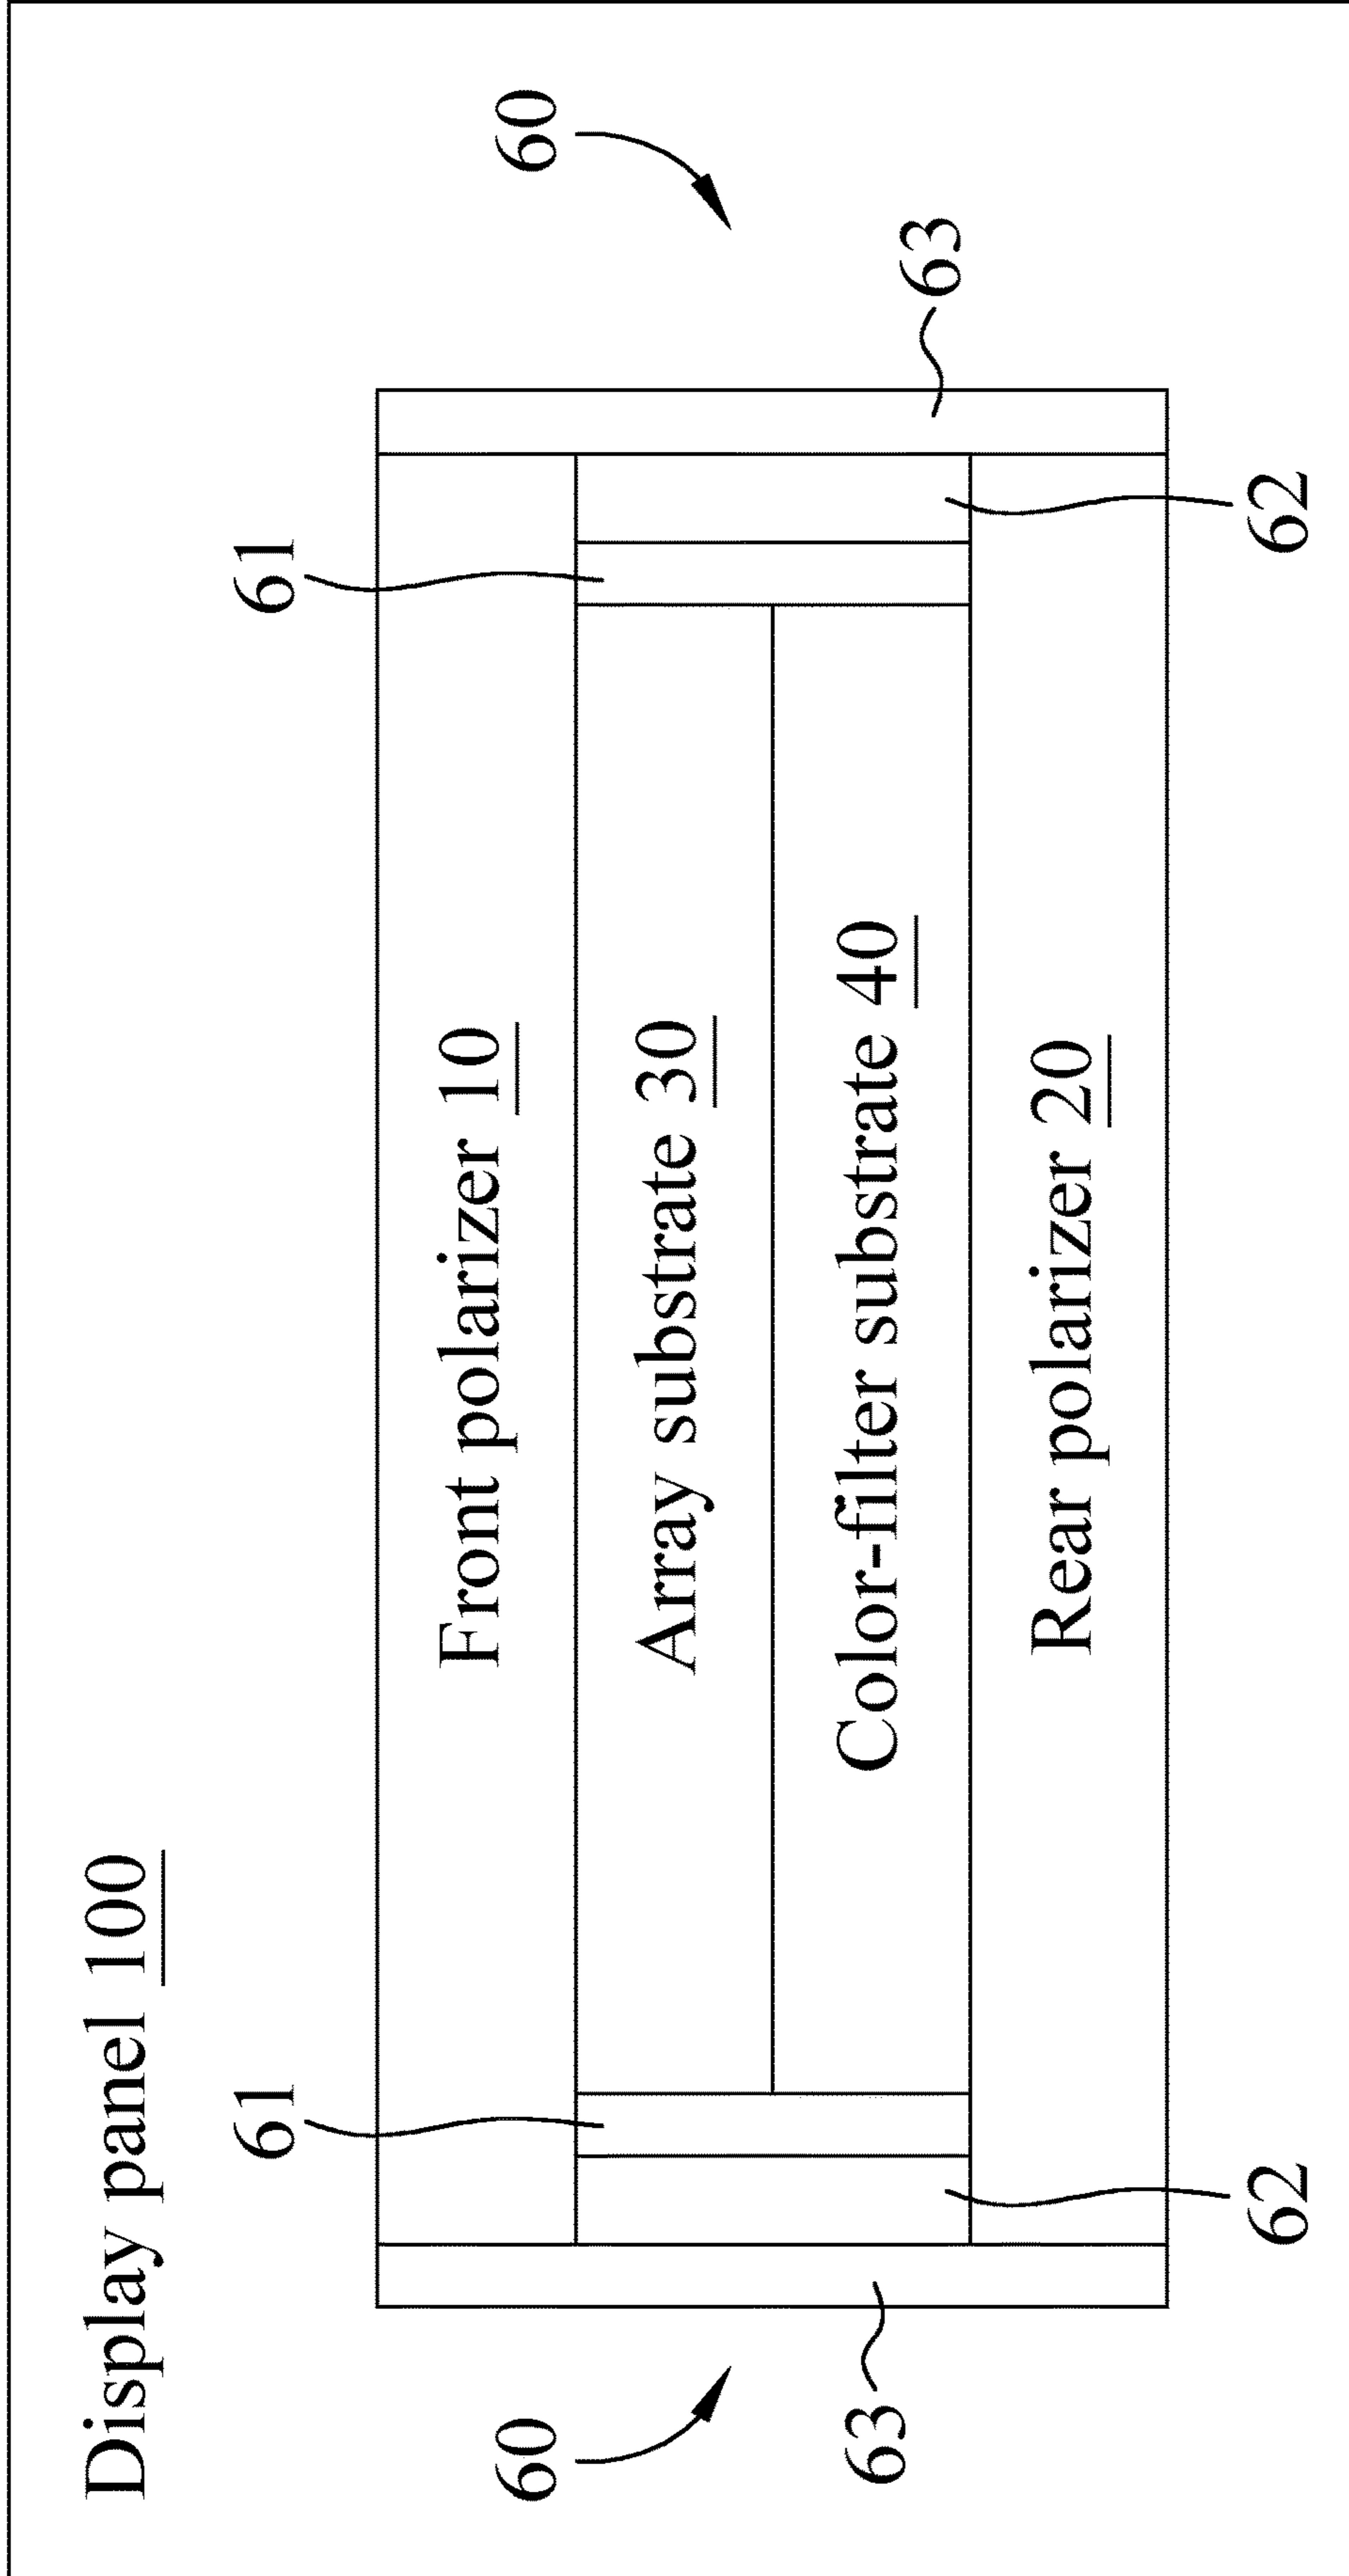 Display panel 100
61
61
60
60
Front polarizer 10
Array substrate 30
Color-filter substrate 40
Rear polarizer 20
63
63
62
62